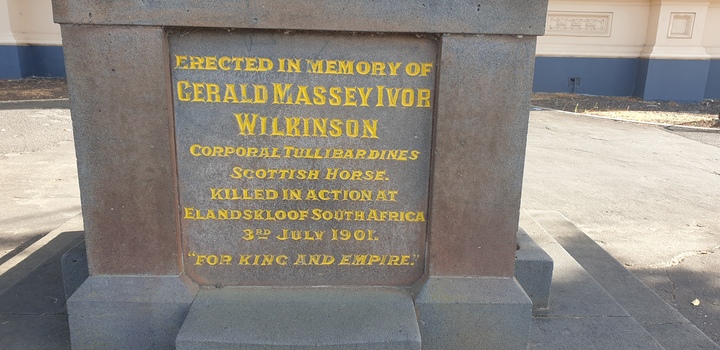 ERECTED IN MEMORY OF
GERALD MASSEY IVOR
WILKINSON
CORPORAL TULLIBARDINES
SCOTTISH HORSE.
KILLED IN ACTION AT
ELANDSKLOOF SOUTH AFRICA
3RD JULY 1901.
"FOR KING AND EMPIRE."